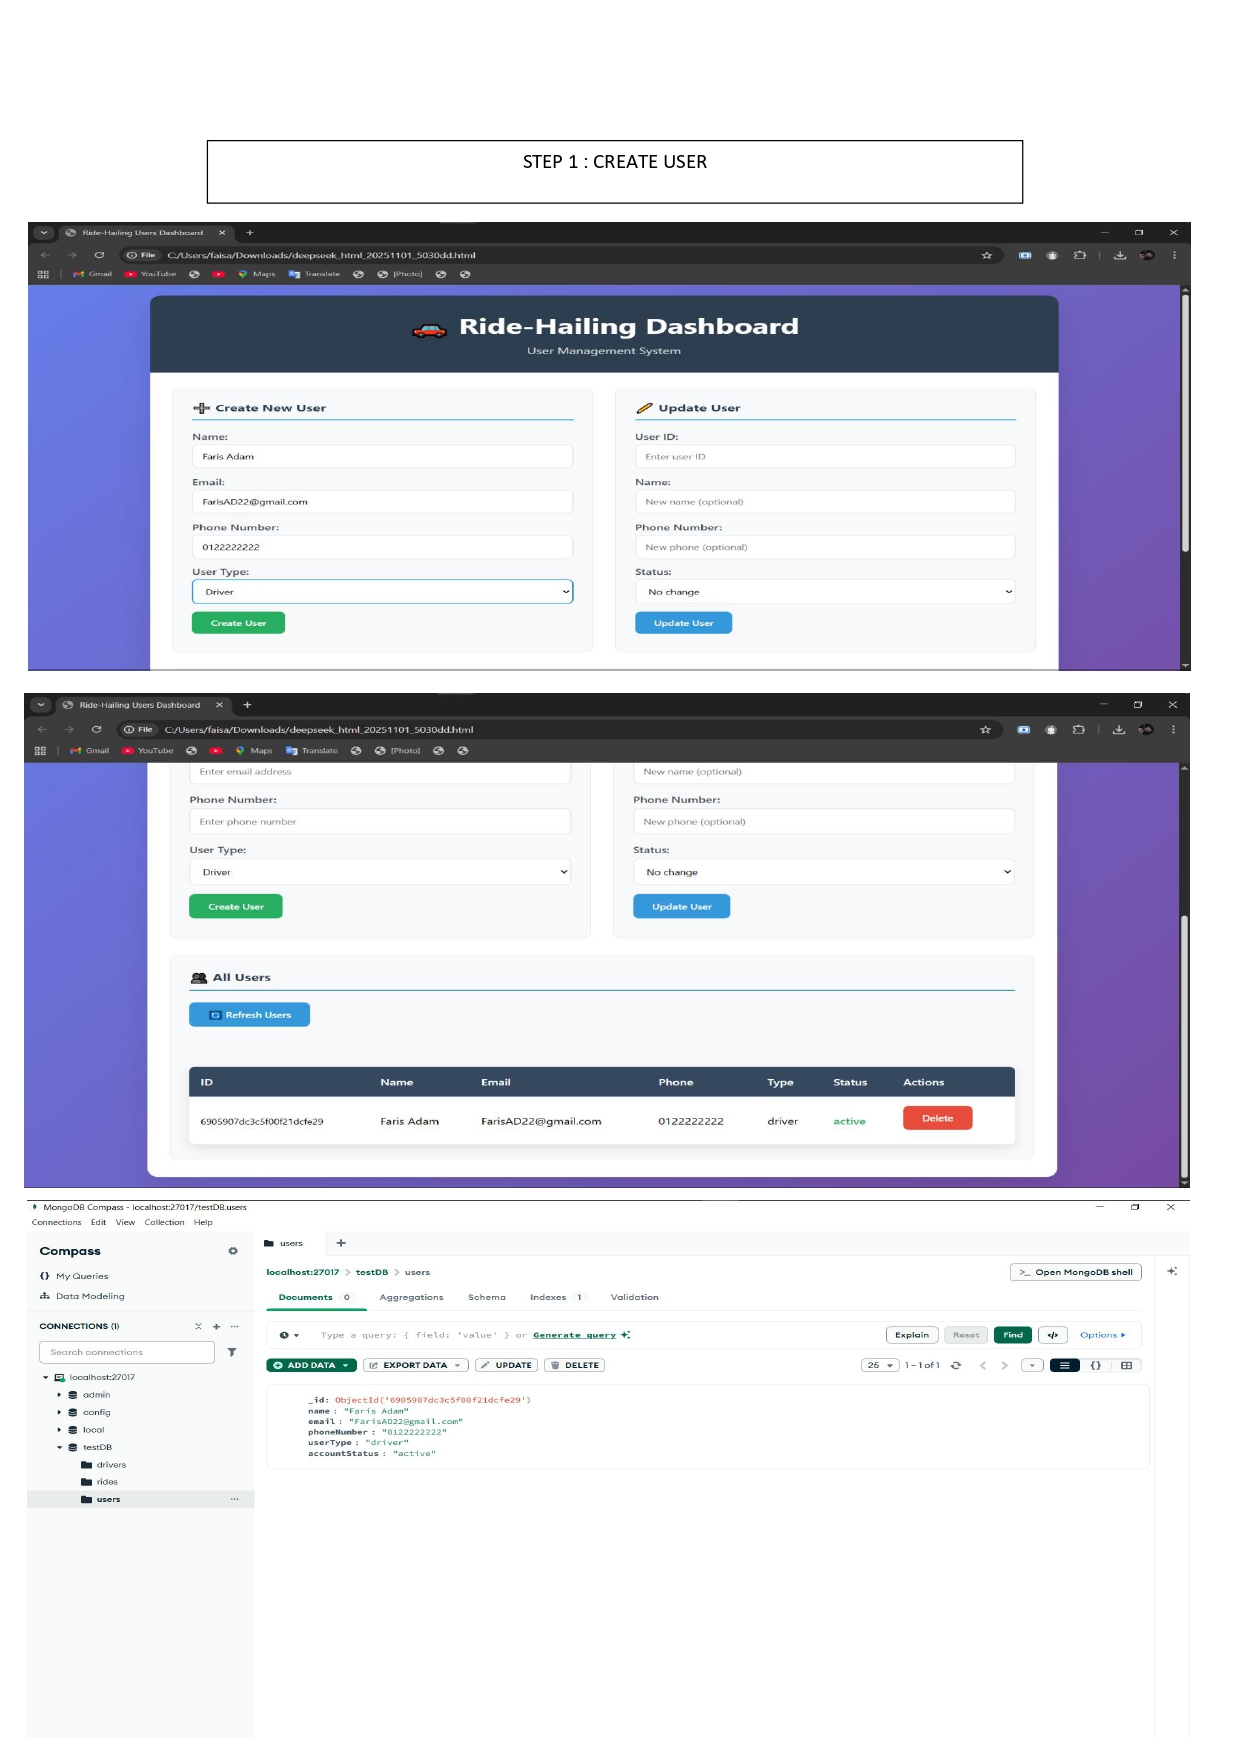 STEP 1 : CREATE USER
Ride-Hailing Users Dashboard
File C:/Users/faisa/Downloads/deepseek_html_20251101_5030dd.html
Gmail YouTube Maps Translate [Photo]
Ride-Hailing Dashboard
User Management System
Create New User
Name:
Faris Adam
Email:
FarisAD22@gmail.com
Phone Number:
0122222222
User Type:
Driver
Create User
Update User
User ID:
Enter user ID
Name:
New name (optional)
Phone Number:
New phone (optional)
Status:
No change
Update User
Ride-Hailing Users Dashboard
File C:/Users/faisa/Downloads/deepseek_html_20251101_5030dd.html
Gmail YouTube Maps Translate [Photo]
Enter email address
Phone Number:
Enter phone number
User Type:
Driver
Create User
New name (optional)
Phone Number:
New phone (optional)
Status:
No change
Update User
All Users
Refresh Users
ID Name Email Phone Type Status Actions
6905907dc3c5f00f21dcfe29 Faris Adam FarisAD22@gmail.com 0122222222 driver active Delete
MongoDB Compass - localhost:27017/testDB.users
Connections Edit View Collection Help
Compass
{} My Queries
Data Modeling
CONNECTIONS (1)
Search connections
localhost:27017
admin
config
local
testDB
drivers
rides
users
users
localhost:27017 > testDB > users
>_ Open MongoDB shell
Documents 0 Aggregations Schema Indexes 1 Validation
Type a query: { field: 'value' } or Generate query
Explain Reset Find </> Options
ADD DATA EXPORT DATA UPDATE DELETE
25 1 - 1 of 1 {}
_id: ObjectId('6905907dc3c5f00f21dcfe29')
name : "Faris Adam"
email : "FarisAD22@gmail.com"
phoneNumber : "0122222222"
userType : "driver"
accountStatus : "active"